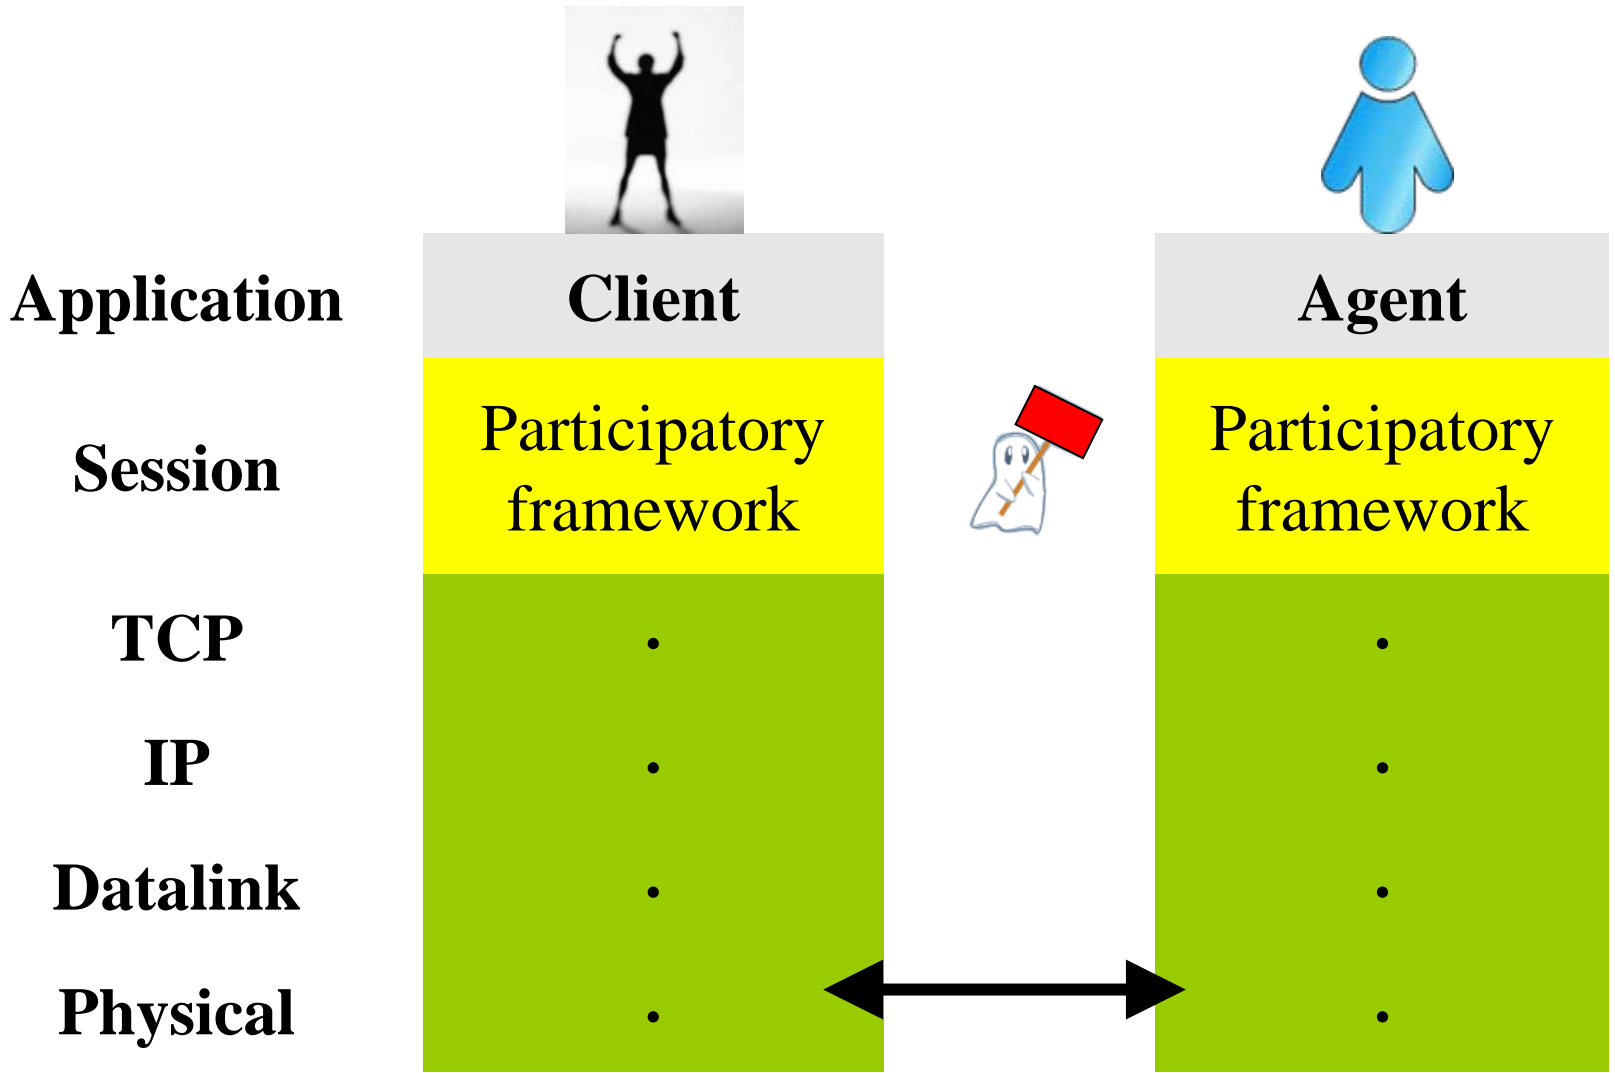 Application Client Agent
Session Participatory framework Participatory framework
TCP . .
IP . .
Datalink . .
Physical . .